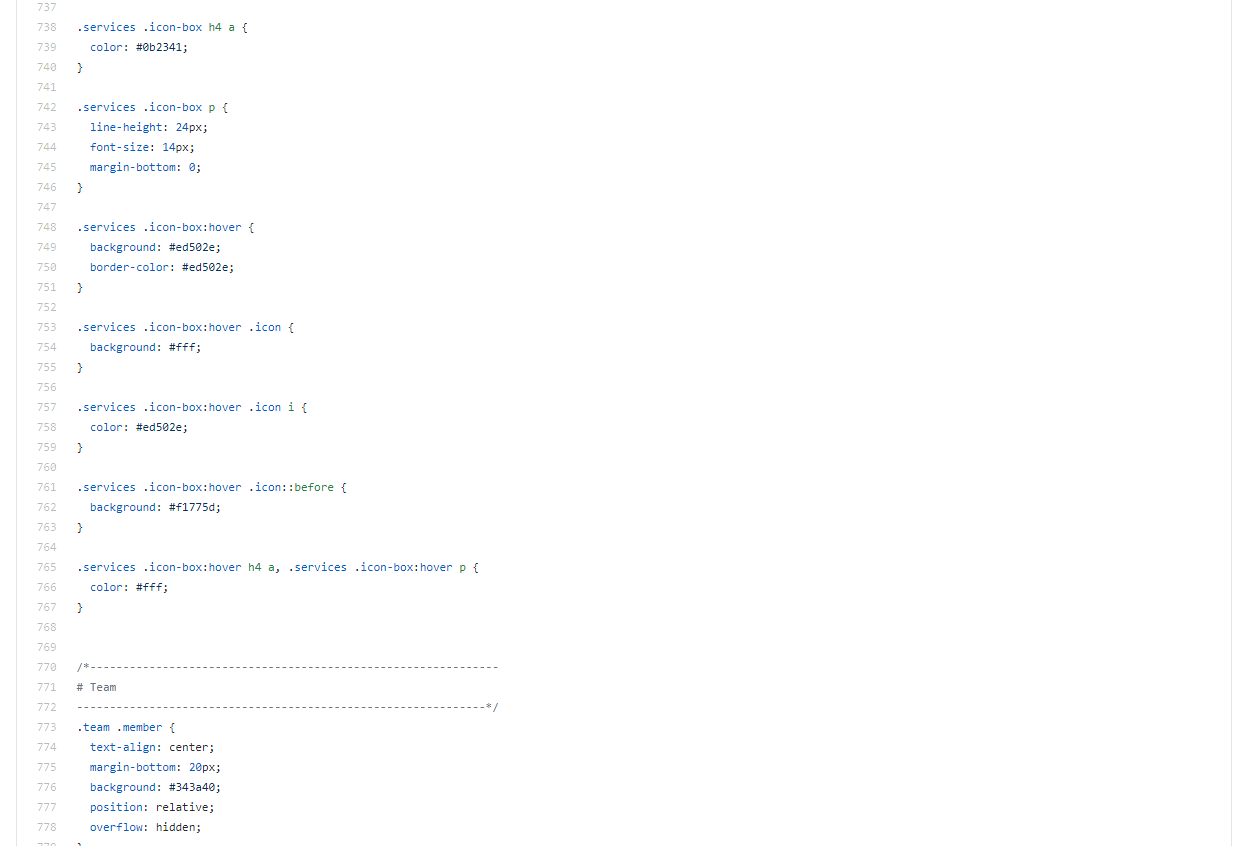 737
738 .services .icon-box h4 a {
739   color: #0b2341;
740 }
741
742 .services .icon-box p {
743   line-height: 24px;
744   font-size: 14px;
745   margin-bottom: 0;
746 }
747
748 .services .icon-box:hover {
749   background: #ed502e;
750   border-color: #ed502e;
751 }
752
753 .services .icon-box:hover .icon {
754   background: #fff;
755 }
756
757 .services .icon-box:hover .icon i {
758   color: #ed502e;
759 }
760
761 .services .icon-box:hover .icon::before {
762   background: #f1775d;
763 }
764
765 .services .icon-box:hover h4 a, .services .icon-box:hover p {
766   color: #fff;
767 }
768
769
770 /*--------------------------------------------------------------
771 # Team
772 --------------------------------------------------------------*/
773 .team .member {
774   text-align: center;
775   margin-bottom: 20px;
776   background: #343a40;
777   position: relative;
778   overflow: hidden;
779 }